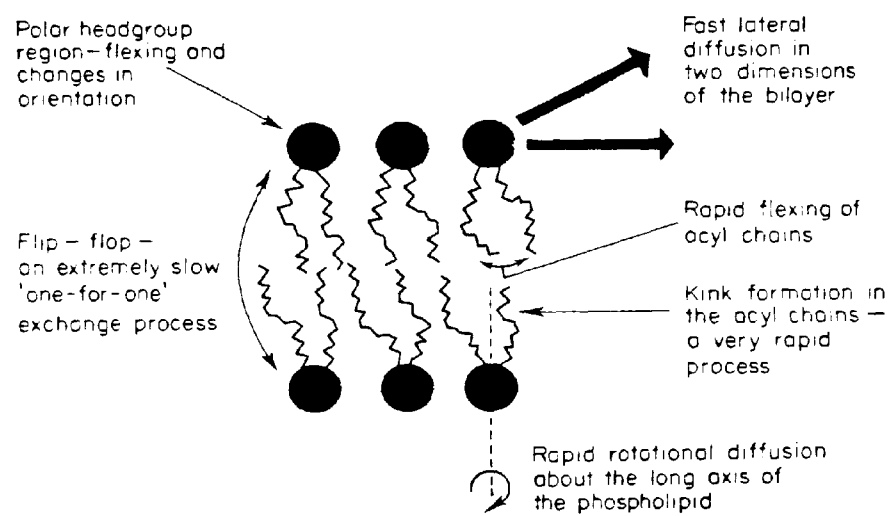 Polar headgroup
region – flexing and
changes in
orientation
Fast lateral
diffusion in
two dimensions
of the bilayer
Flip – flop –
an extremely slow
'one-for-one'
exchange process
Rapid flexing of
acyl chains
Kink formation in
the acyl chains –
a very rapid
process
Rapid rotational diffusion
about the long axis of
the phospholipid